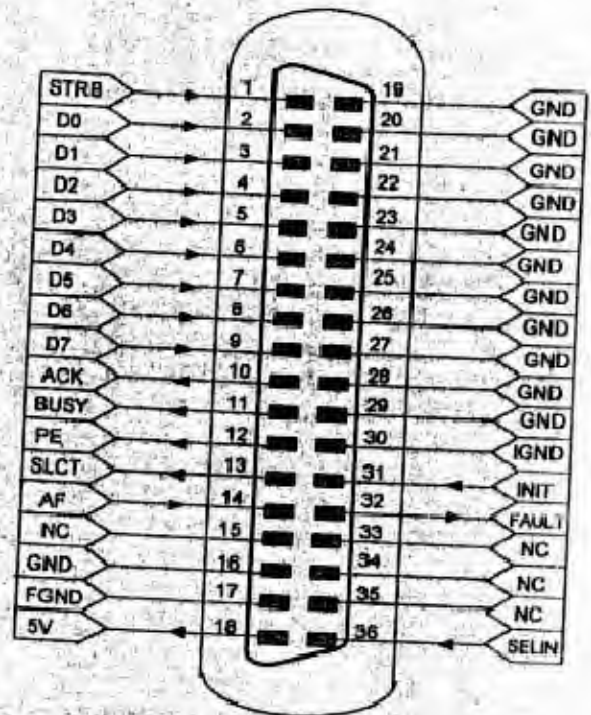 STRB 1 19 GND
D0 2 20 GND
D1 3 21 GND
D2 4 22 GND
D3 5 23 GND
D4 6 24 GND
D5 7 25 GND
D6 8 26 GND
D7 9 27 GND
ACK 10 28 GND
BUSY 11 29 GND
PE 12 30 IGND
SLCT 13 31 INIT
AF 14 32 FAULT
NC 15 33 NC
GND 16 34 NC
FGND 17 35 NC
5V 18 36 SELIN